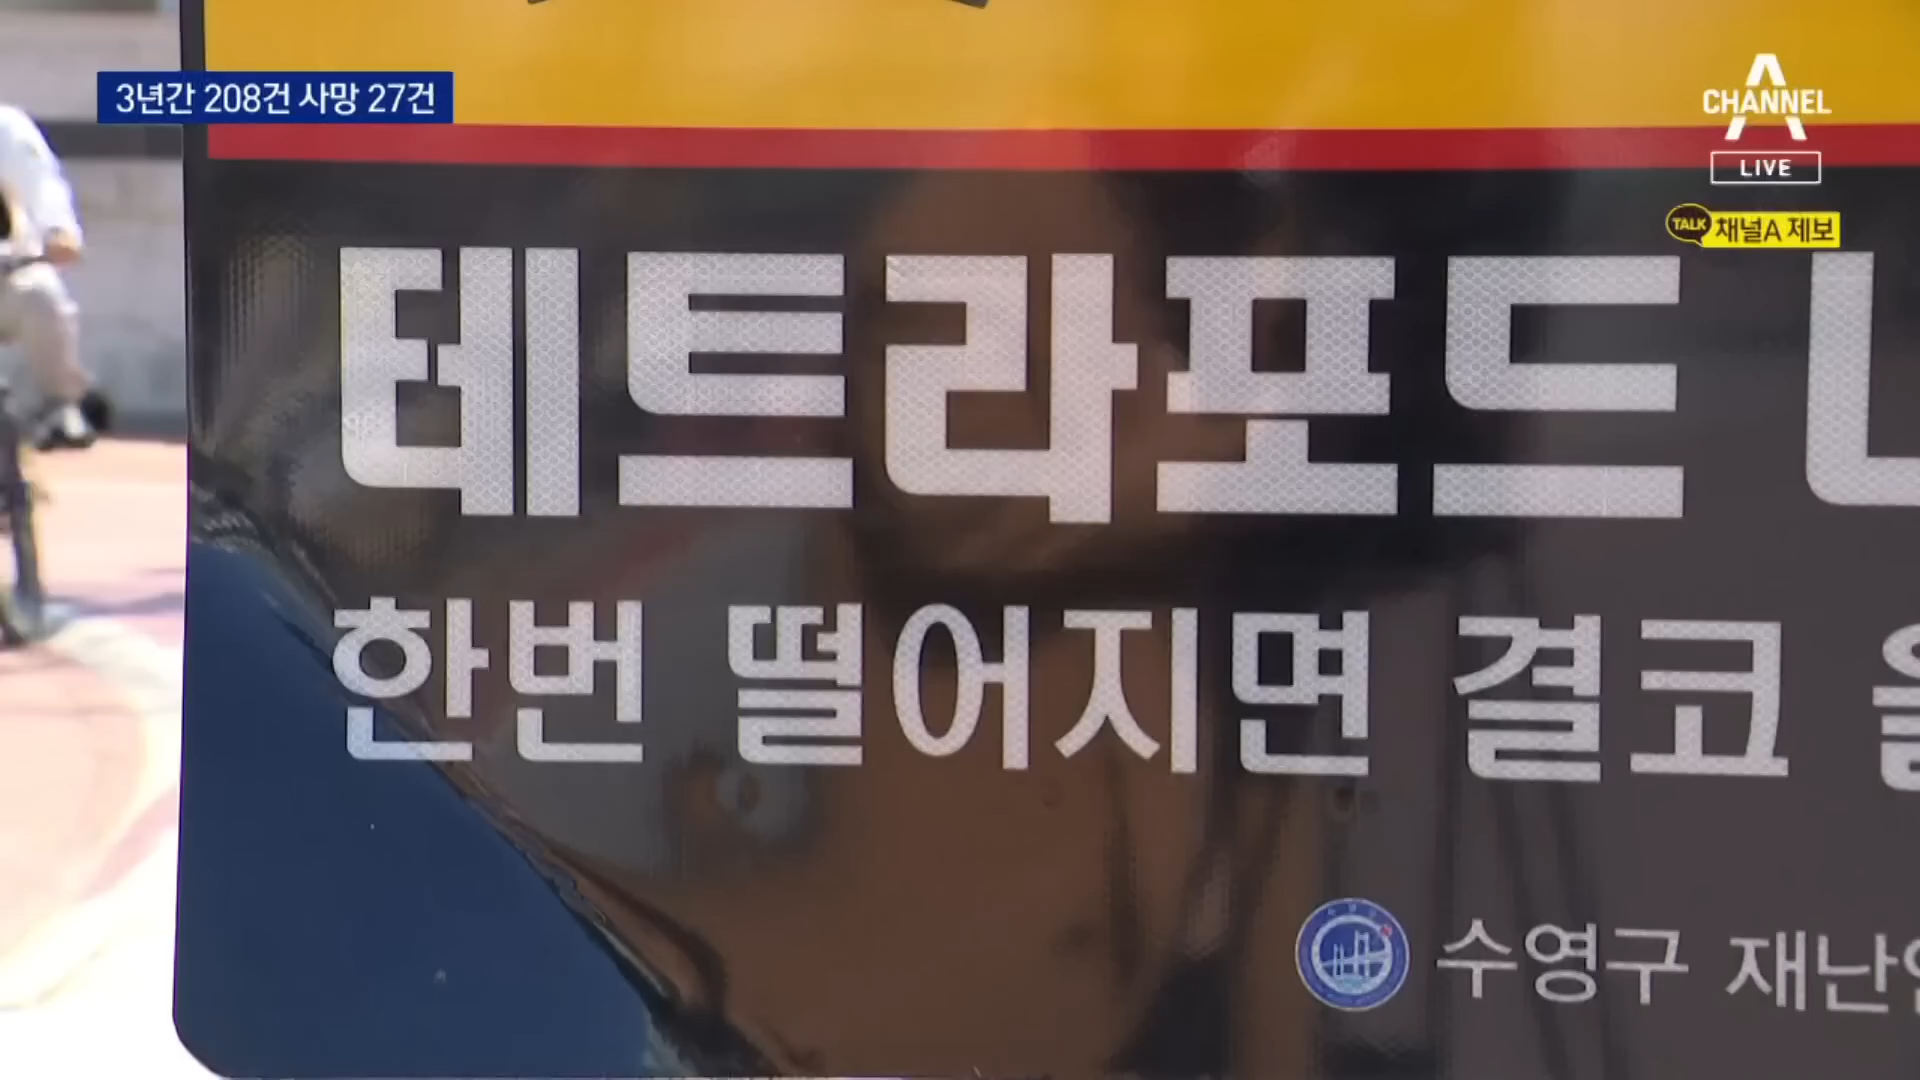 3년간 208건 사망 27건
CHANNEL A
LIVE
TALK 채널A 제보
테트라포드
한번 떨어지면 결코
수영구 재난